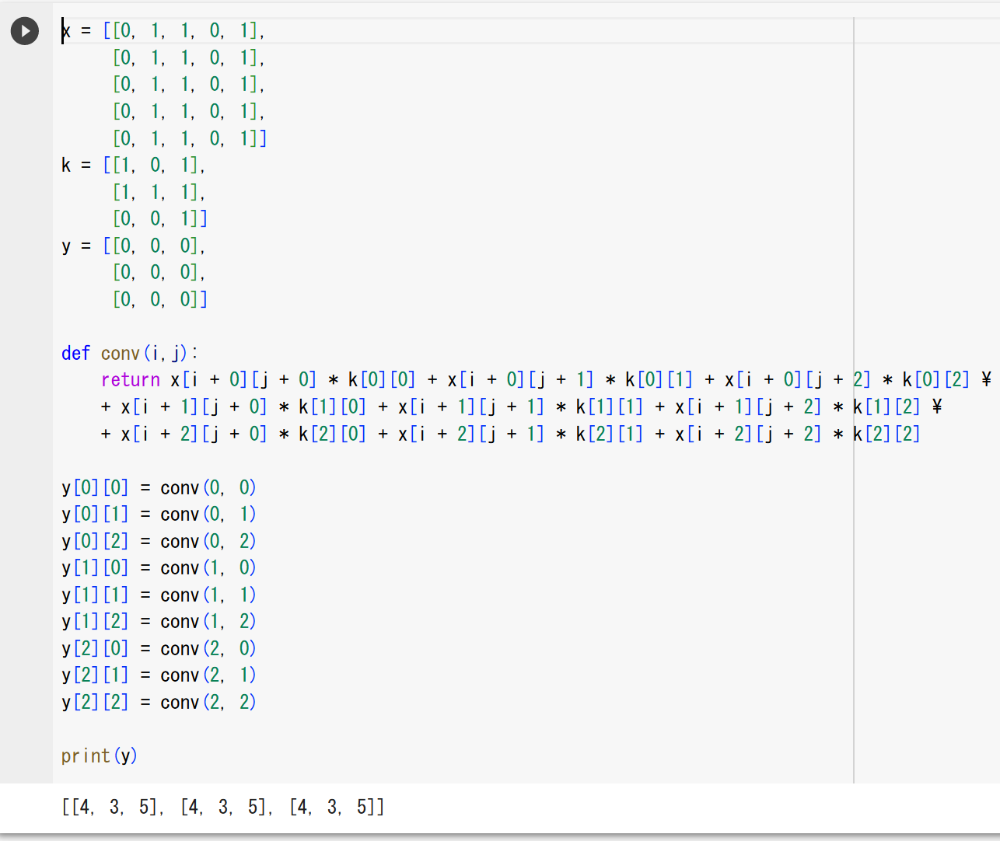 x = [[0, 1, 1, 0, 1],
[0, 1, 1, 0, 1],
[0, 1, 1, 0, 1],
[0, 1, 1, 0, 1],
[0, 1, 1, 0, 1]]
k = [[1, 0, 1],
[1, 1, 1],
[0, 0, 1]]
y = [[0, 0, 0],
[0, 0, 0],
[0, 0, 0]]
def conv(i,j):
return x[i + 0][j + 0] * k[0][0] + x[i + 0][j + 1] * k[0][1] + x[i + 0][j + 2] * k[0][2] ¥
+ x[i + 1][j + 0] * k[1][0] + x[i + 1][j + 1] * k[1][1] + x[i + 1][j + 2] * k[1][2] ¥
+ x[i + 2][j + 0] * k[2][0] + x[i + 2][j + 1] * k[2][1] + x[i + 2][j + 2] * k[2][2]
y[0][0] = conv(0, 0)
y[0][1] = conv(0, 1)
y[0][2] = conv(0, 2)
y[1][0] = conv(1, 0)
y[1][1] = conv(1, 1)
y[1][2] = conv(1, 2)
y[2][0] = conv(2, 0)
y[2][1] = conv(2, 1)
y[2][2] = conv(2, 2)
print(y)
[[4, 3, 5], [4, 3, 5], [4, 3, 5]]